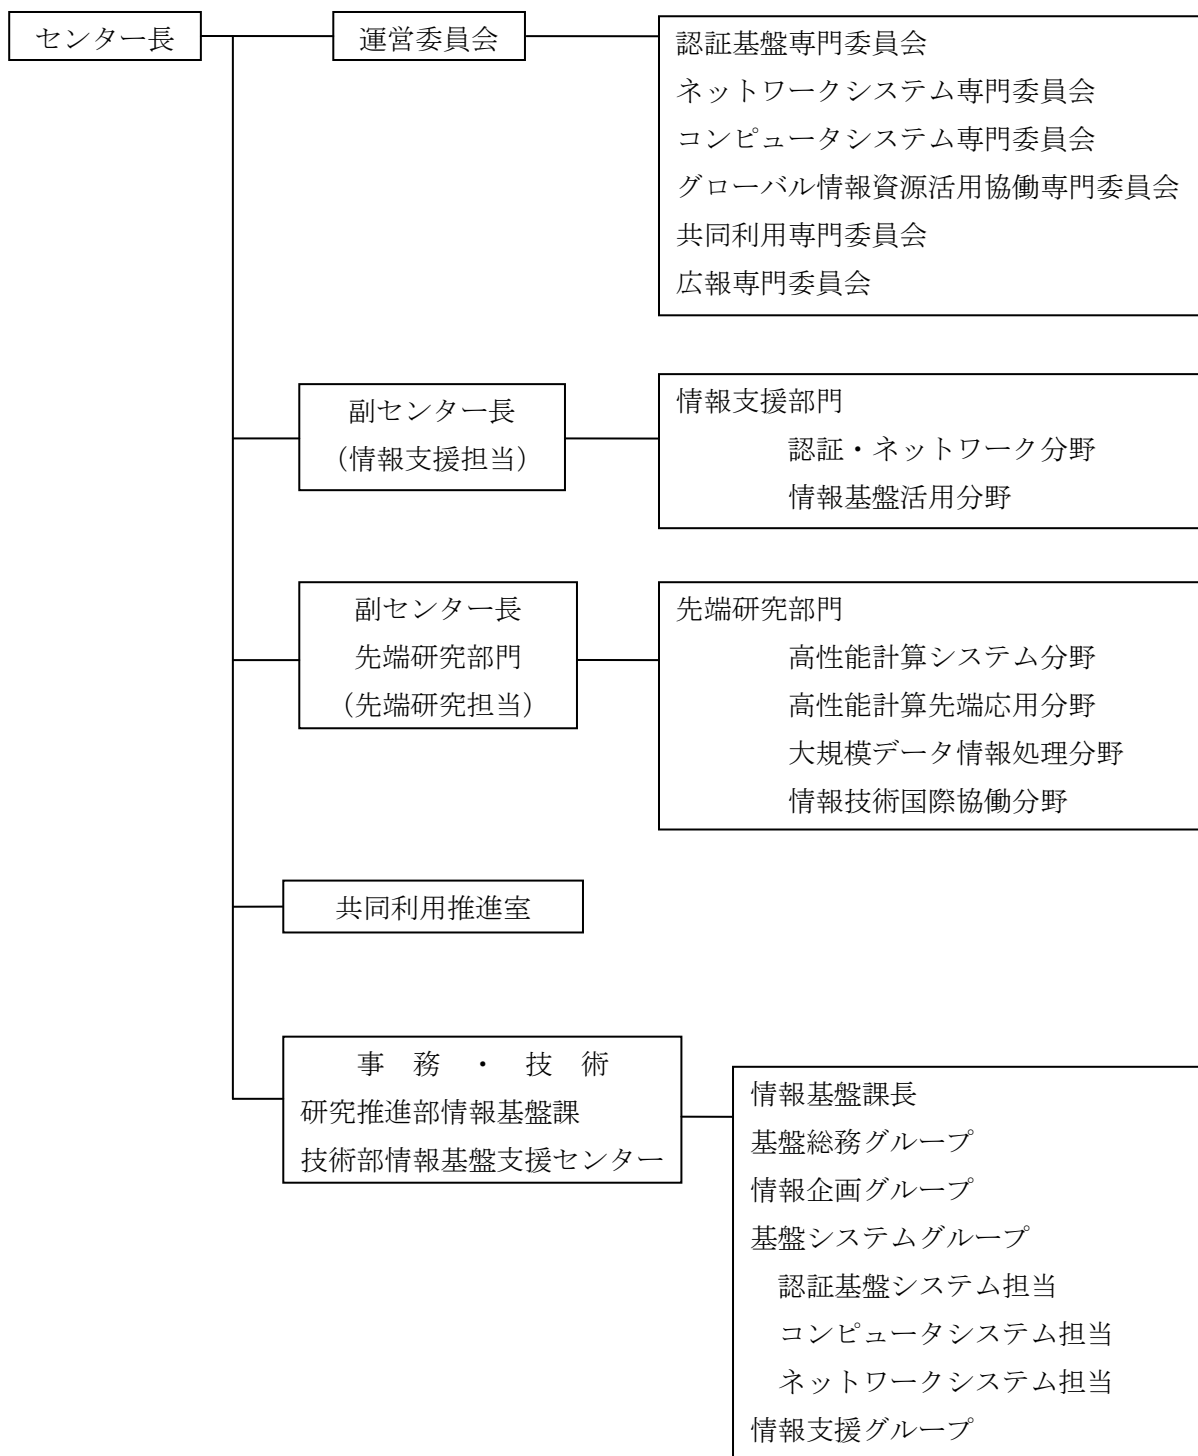 センター長
運営委員会
認証基盤専門委員会
ネットワークシステム専門委員会
コンピュータシステム専門委員会
グローバル情報資源活用協働専門委員会
共同利用専門委員会
広報専門委員会
副センター長
（情報支援担当）
情報支援部門
認証・ネットワーク分野
情報基盤活用分野
副センター長
先端研究部門
（先端研究担当）
先端研究部門
高性能計算システム分野
高性能計算先端応用分野
大規模データ情報処理分野
情報技術国際協働分野
共同利用推進室
事　務　・　技　術
研究推進部情報基盤課
技術部情報基盤支援センター
情報基盤課長
基盤総務グループ
情報企画グループ
基盤システムグループ
認証基盤システム担当
コンピュータシステム担当
ネットワークシステム担当
情報支援グループ